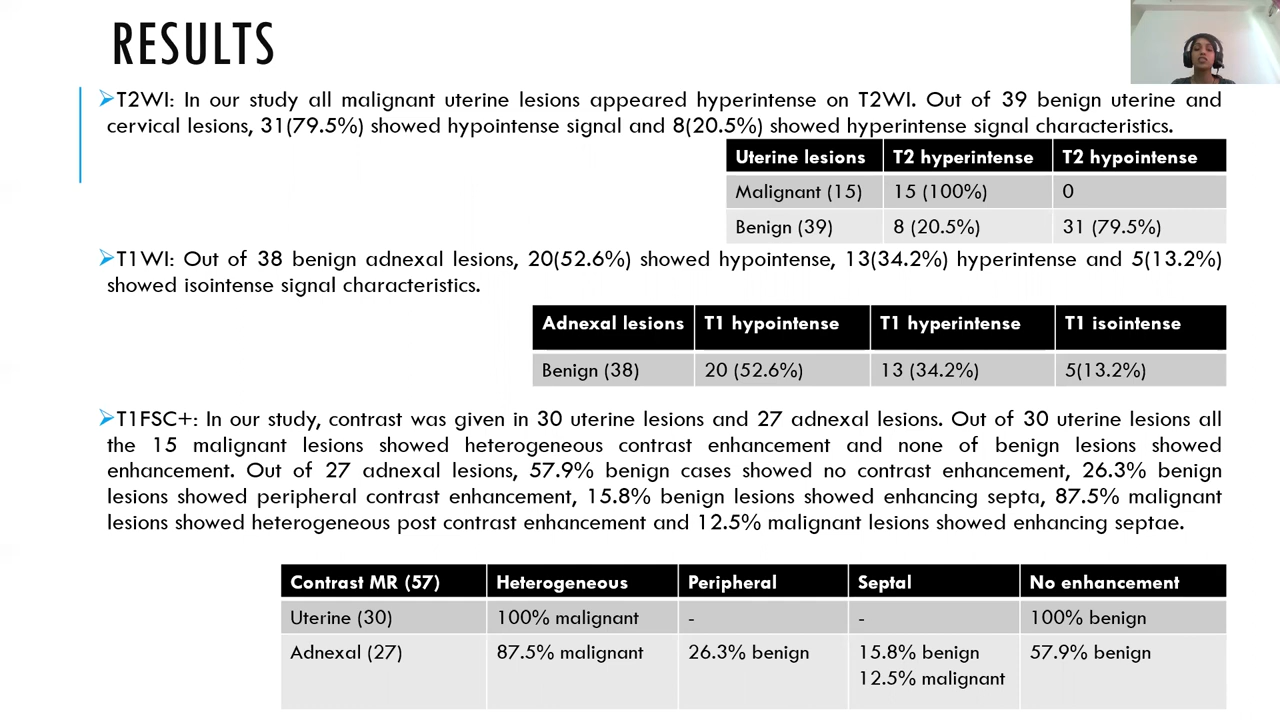 RESULTS
T2WI: In our study all malignant uterine lesions appeared hyperintense on T2WI. Out of 39 benign uterine and
cervical lesions, 31(79.5%) showed hypointense signal and 8(20.5%) showed hyperintense signal characteristics.
Uterine lesions T2 hyperintense T2 hypointense
Malignant (15) 15 (100%) 0
Benign (39) 8 (20.5%) 31 (79.5%)
T1WI: Out of 38 benign adnexal lesions, 20(52.6%) showed hypointense, 13(34.2%) hyperintense and 5(13.2%)
showed isointense signal characteristics.
Adnexal lesions T1 hypointense T1 hyperintense T1 isointense
Benign (38) 20 (52.6%) 13 (34.2%) 5(13.2%)
T1FSC+: In our study, contrast was given in 30 uterine lesions and 27 adnexal lesions. Out of 30 uterine lesions all
the 15 malignant lesions showed heterogeneous contrast enhancement and none of benign lesions showed
enhancement. Out of 27 adnexal lesions, 57.9% benign cases showed no contrast enhancement, 26.3% benign
lesions showed peripheral contrast enhancement, 15.8% benign lesions showed enhancing septa, 87.5% malignant
lesions showed heterogeneous post contrast enhancement and 12.5% malignant lesions showed enhancing septae.
Contrast MR (57) Heterogeneous Peripheral Septal No enhancement
Uterine (30) 100% malignant - - 100% benign
Adnexal (27) 87.5% malignant 26.3% benign 15.8% benign 57.9% benign
12.5% malignant